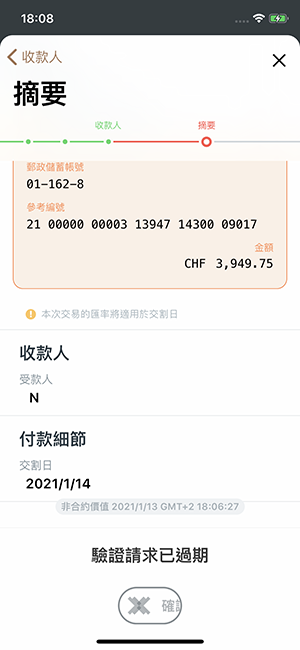 18:08
收款人
摘要
收款人
摘要
郵政儲蓄帳號
01-162-8
參考編號
21 00000 00003 13947 14300 09017
金額
CHF 3,949.75
本次交易的匯率將適用於交割日
收款人
受款人
N
付款細節
交割日
2021/1/14
非合約價值 2021/1/13 GMT+2 18:06:27
驗證請求已過期
確